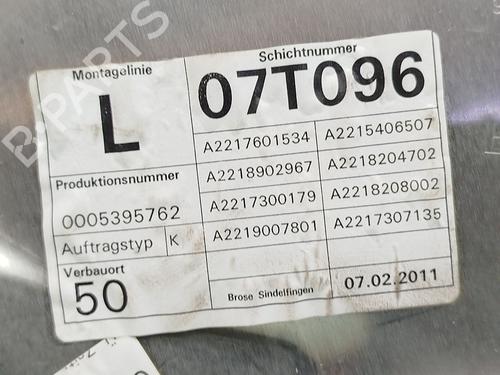 B-PARTS
Montagelinie
L
Schichtnummer
07T096
Produktionsnummer
0005395762
Auftragstyp K
Verbauort
50
A2217601534 A2215406507
A2218902967 A2218204702
A2217300179 A2218208002
A2219007801 A2217307135
Brose Sindelfingen 07.02.2011